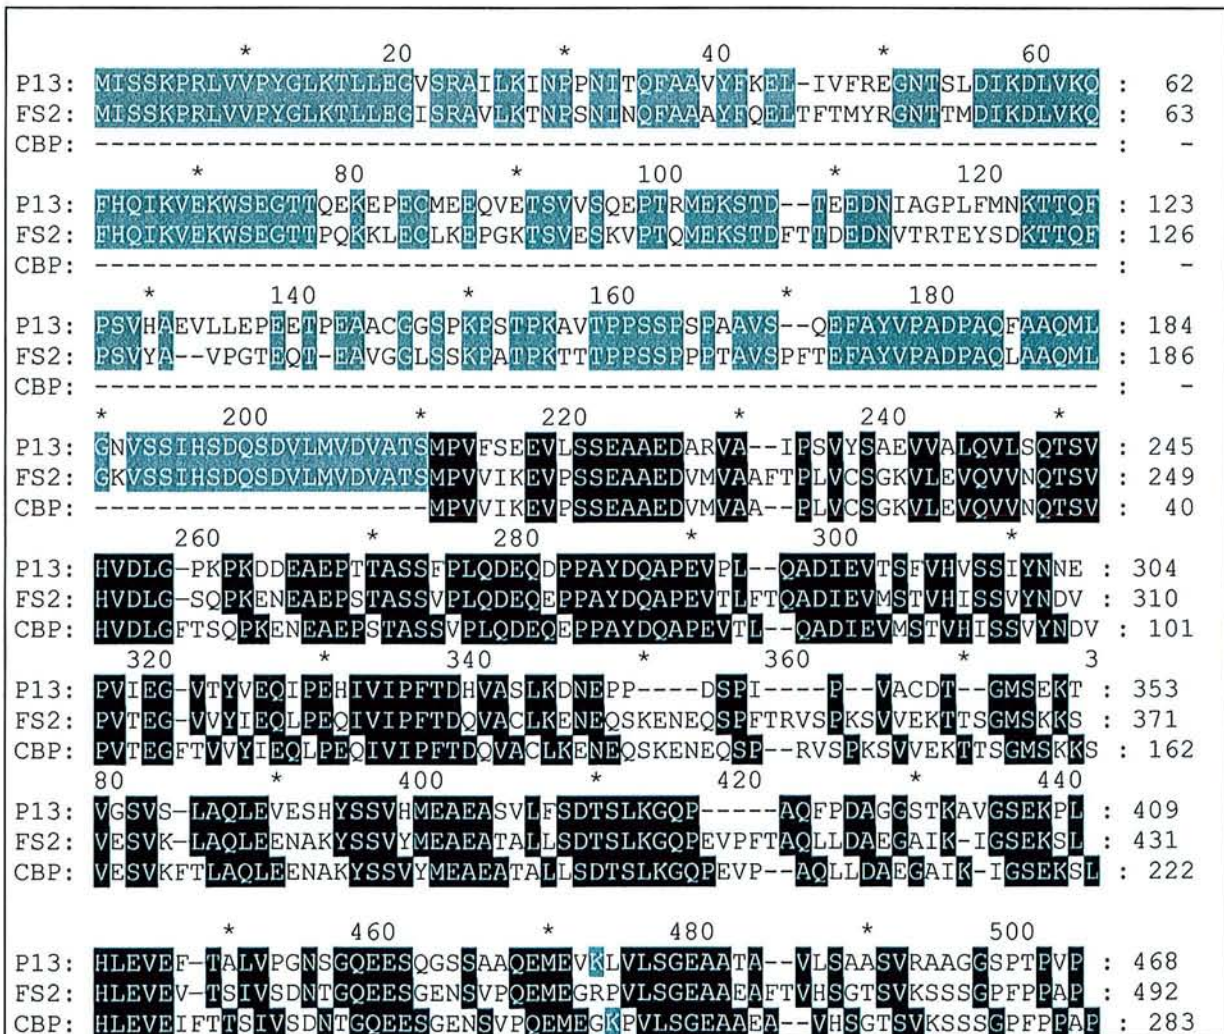 * 20 * 40 * 60
P13: MISSKPRLVVPYGLKTLLEGVSRAILKINPPNITQFAAVYFKEL-IVFREGNTSLDIKDLVKQ : 62
FS2: MISSKPRLVVPYGLKTLLEGISRAVLKTNPSNINQFAAAYFQELTFTMYRGNTTMDIKDLVKQ : 63
CBP: --------------------------------------------------------------- : -
* 80 * 100 * 120
P13: FHQIKVEKWSEGTTQEKEPECMEEQVETSVVSQEPTRMEKSTD--TEEDNIAGPLFMNKTTQF : 123
FS2: FHQIKVEKWSEGTTPQKKLECLKEPGKTSVESKVPTQMEKSTDFTTDEDNVTRTEYSDKTTQF : 126
CBP: --------------------------------------------------------------- : -
* 140 * 160 * 180
P13: PSVHAEVLLEPEETPEAACGGSPKPSTPKAVTPPSSPSPAAVS--QEFAYVPADPAQFAAQML : 184
FS2: PSVYA--VPGTEQT-EAVGGLSSKPATPKTTTPPSSPPPTAVSPFTEFAYVPADPAQLAAQML : 186
CBP: --------------------------------------------------------------- : -
* 200 * 220 * 240 *
P13: GNVSSIHSDQSDVLMVDVATSMPVFSEEVLSSEAAEDARVA--IPSVYSAEVVALQVLSQTSV : 245
FS2: GKVSSIHSDQSDVLMVDVATSMPVVIKEVPSSEAAEDVMVAAFTPLVCSGKVLEVQVVNQTSV : 249
CBP: ---------------------MPVVIKEVPSSEAAEDVMVAA--PLVCSGKVLEVQVVNQTSV : 40
260 * 280 * 300 *
P13: HVDLG-PKPKDDEAEPTTASSFPLQDEQDPPAYDQAPEVPL--QADIEVTSFVHVSSIYNNE : 304
FS2: HVDLG-SQPKENEAEPSTASSVPLQDEQEPPAYDQAPEVTLFTQADIEVMSTVHISSVYNDV : 310
CBP: HVDLGFTSQPKENEAEPSTASSVPLQDEQEPPAYDQAPEVTL--QADIEVMSTVHISSVYNDV : 101
320 * 340 * 360 * 3
P13: PVIEG-VTYVEQIPEHIVIPFTDHVASLKDNEPP----DSPI----P--VACDT-GMSEKT : 353
FS2: PVTEG-VVYIEQLPEQIVIPFTDQVACLKENEQSKENEQSPFTRVSPKSVVEKTTSGMSKKS : 371
CBP: PVTEGFTVVYIEQLPEQIVIPFTDQVACLKENEQSKENEQSP--RVSPKSVVEKTTSGMSKKS : 162
80 * 400 * 420 * 440
P13: VGSVS-LAQLEVESHYSSVHMEAEASVLFSDTSLKGQP-----AQFPDAGGSTKAVGSEKPL : 409
FS2: VESVK-LAQLEENAKYSSVYMEAEATALLSDTSLKGQPEVPFTAQLLDAEGAIK-IGSEKSL : 431
CBP: VESVKFTLAQLEENAKYSSVYMEAEATALLSDTSLKGQPEVP--AQLLDAEGAIK-IGSEKSL : 222
* 460 * 480 * 500
P13: HLEVEF-TALVPGNSGQEESQGSSAAQEMEVKLVLSGEAATA--VLSAASVRAAGGSPTPVP : 468
FS2: HLEVEV-TSIVSDNTGQEESGENSVPQEMEGRPVLSGEAAEAFTVHSGTSVKSSSGPFPPAP : 492
CBP: HLEVEIFTTSIVSDNTGQEESGENSVPQEMEGKPVLSGEAAEA--VHSGTSVKSSSGPFPPAP : 283